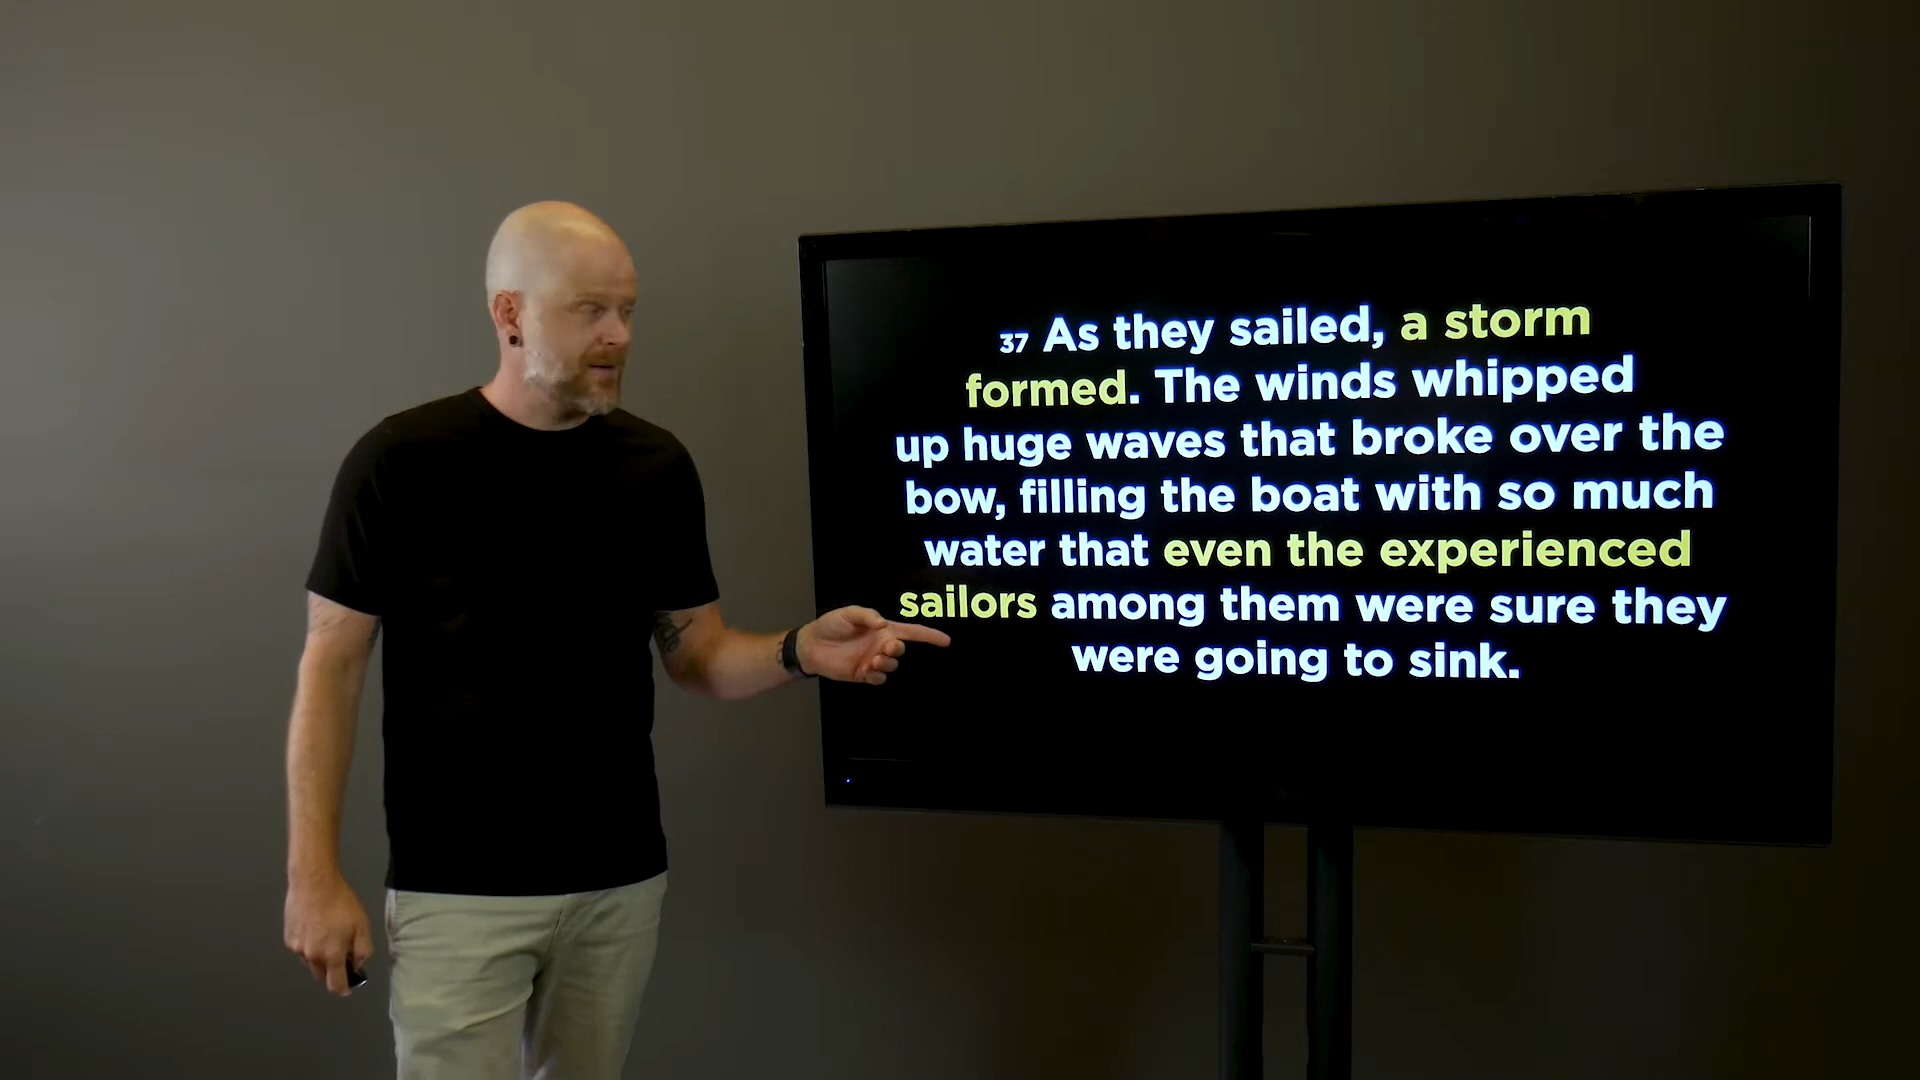 37 As they sailed, a storm
formed. The winds whipped
up huge waves that broke over the
bow, filling the boat with so much
water that even the experienced
sailors among them were sure they
were going to sink.